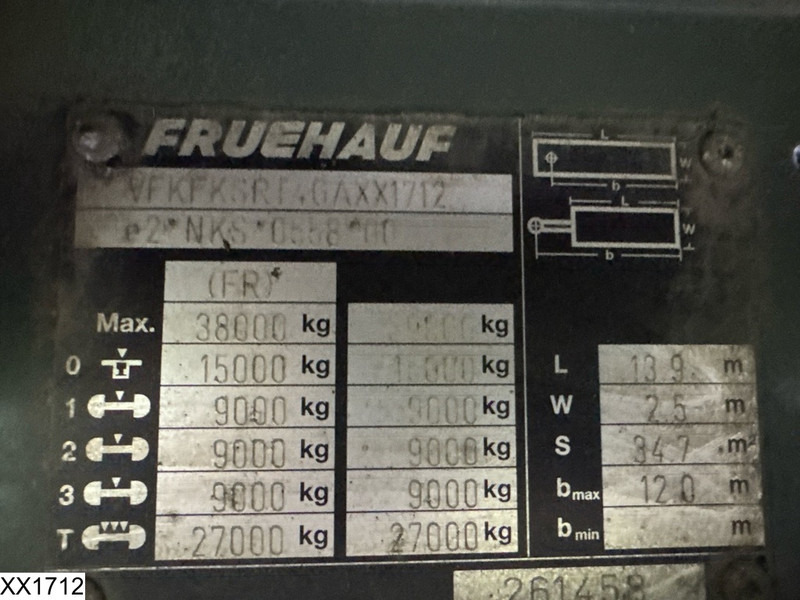 FRUEHAUF
e2*NKS*0558*00
(FR)
Max. 38000 kg kg
0 15000 kg kg
1 9000 kg 9000 kg
2 9000 kg 9000 kg
3 9000 kg 9000 kg
T 27000 kg 27000 kg
L
W
b
L
W
b
L 13.9 m
W 2.5 m
S 34.7 m²
bmax 12.0 m
bmin m
261458
XX1712